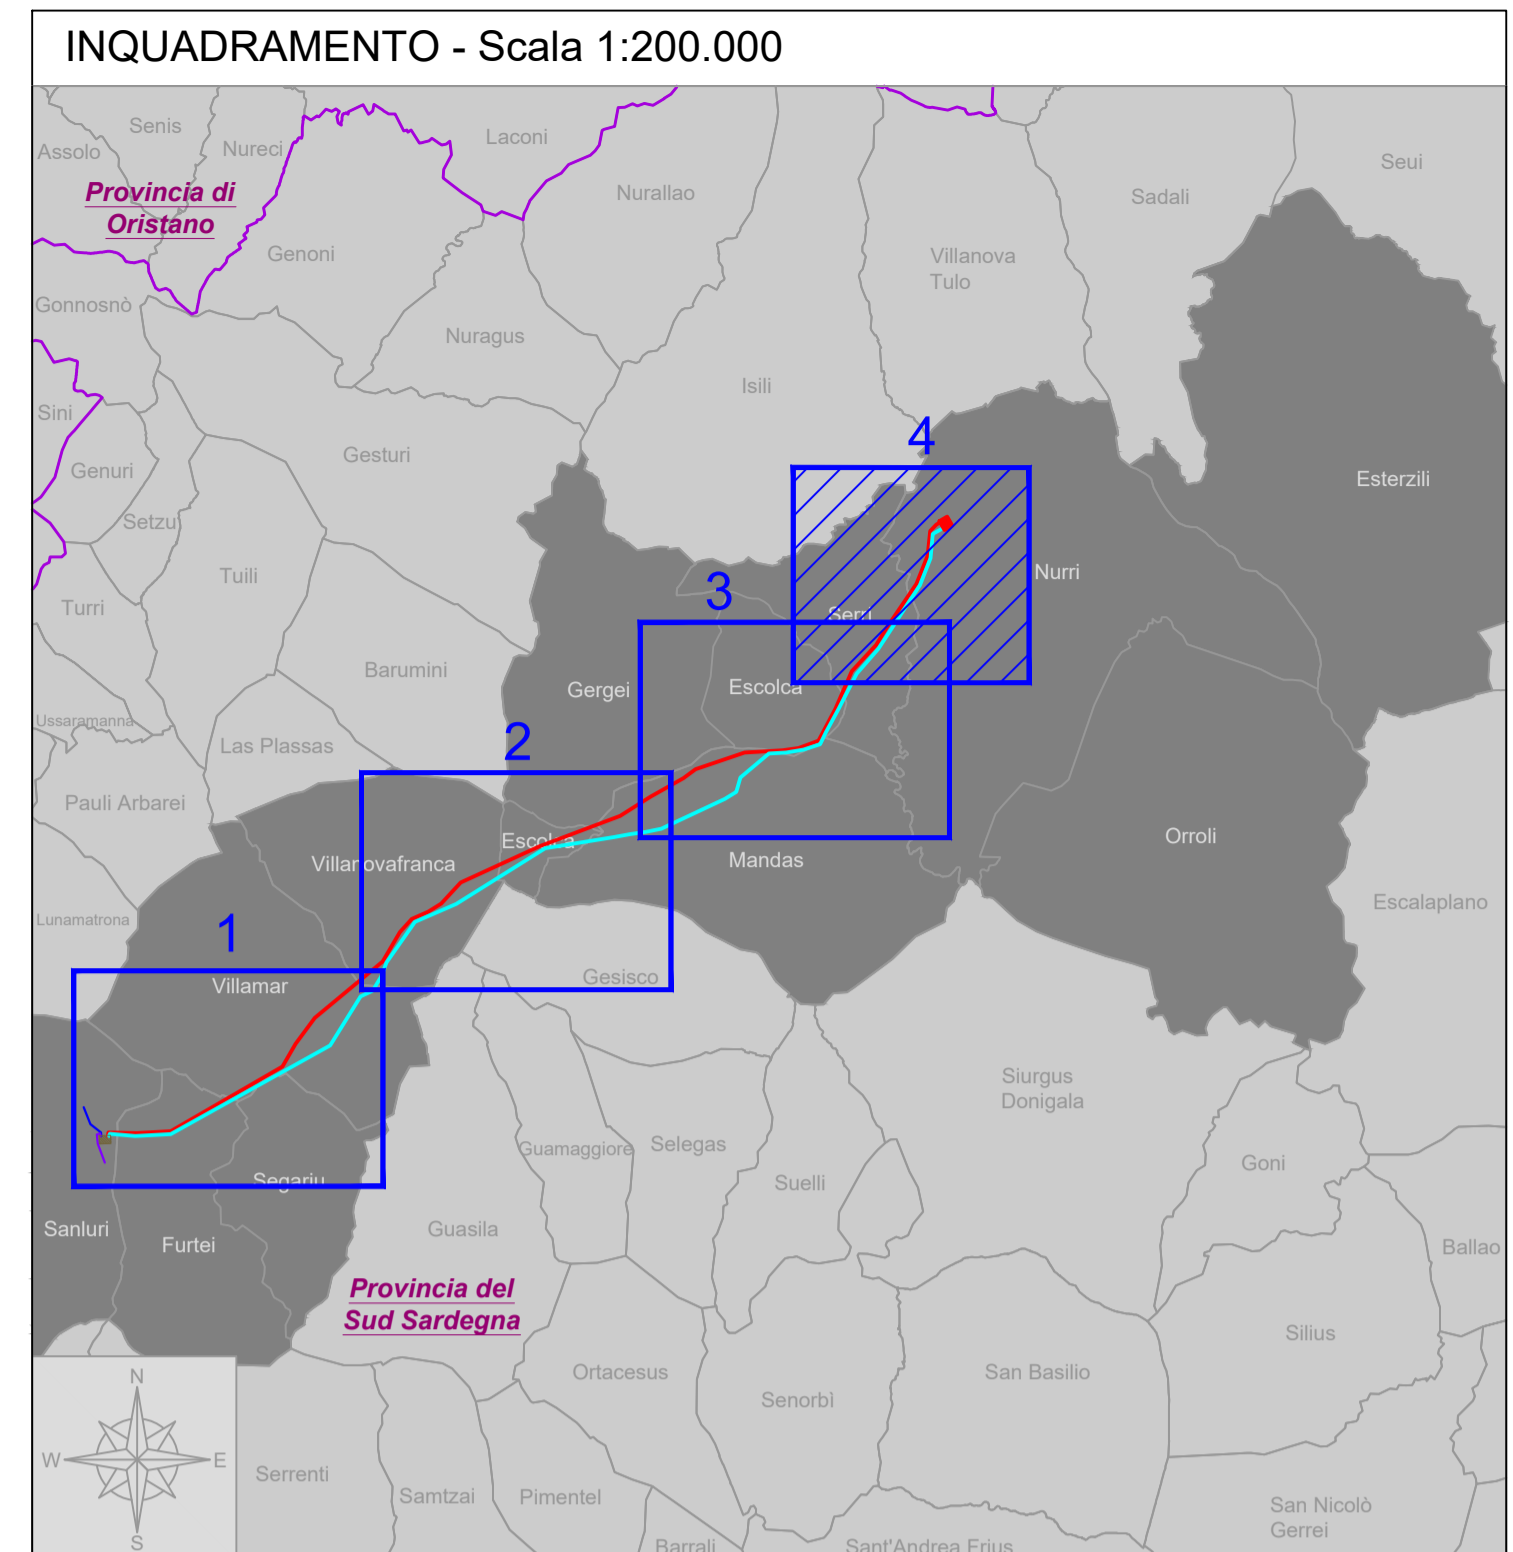 INQUADRAMENTO - Scala 1:200.000
Senis
Assolo
Nureci
Laconi
Seui
Provincia di
Oristano
Nurallao
Sadali
Genoni
Villanova
Tulo
Gonnosnò
Nuragus
Isili
Sini
4
Gesturi
Genuri
Esterzili
Setzu
Tuili
Nurri
3
Turri
Serri
Barumini
Gergei
Escolca
Ussaramanna
2
Las Plassas
Pauli Arbarei
Escolca
Orroli
Villanovafranca
Mandas
Escalaplano
Lunamatrona
1
Villamar
Gesisco
Siurgus
Donigala
Guamaggiore
Selegas
Goni
Segariu
Suelli
Sanluri
Furtei
Guasila
Ballao
Provincia del
Sud Sardegna
Silius
Ortacesus
San Basilio
Senorbì
N
W
E
S
Serrenti
Samtzai
Pimentel
San Nicolò
Gerrei
Barrali
Sant'Andrea Frius